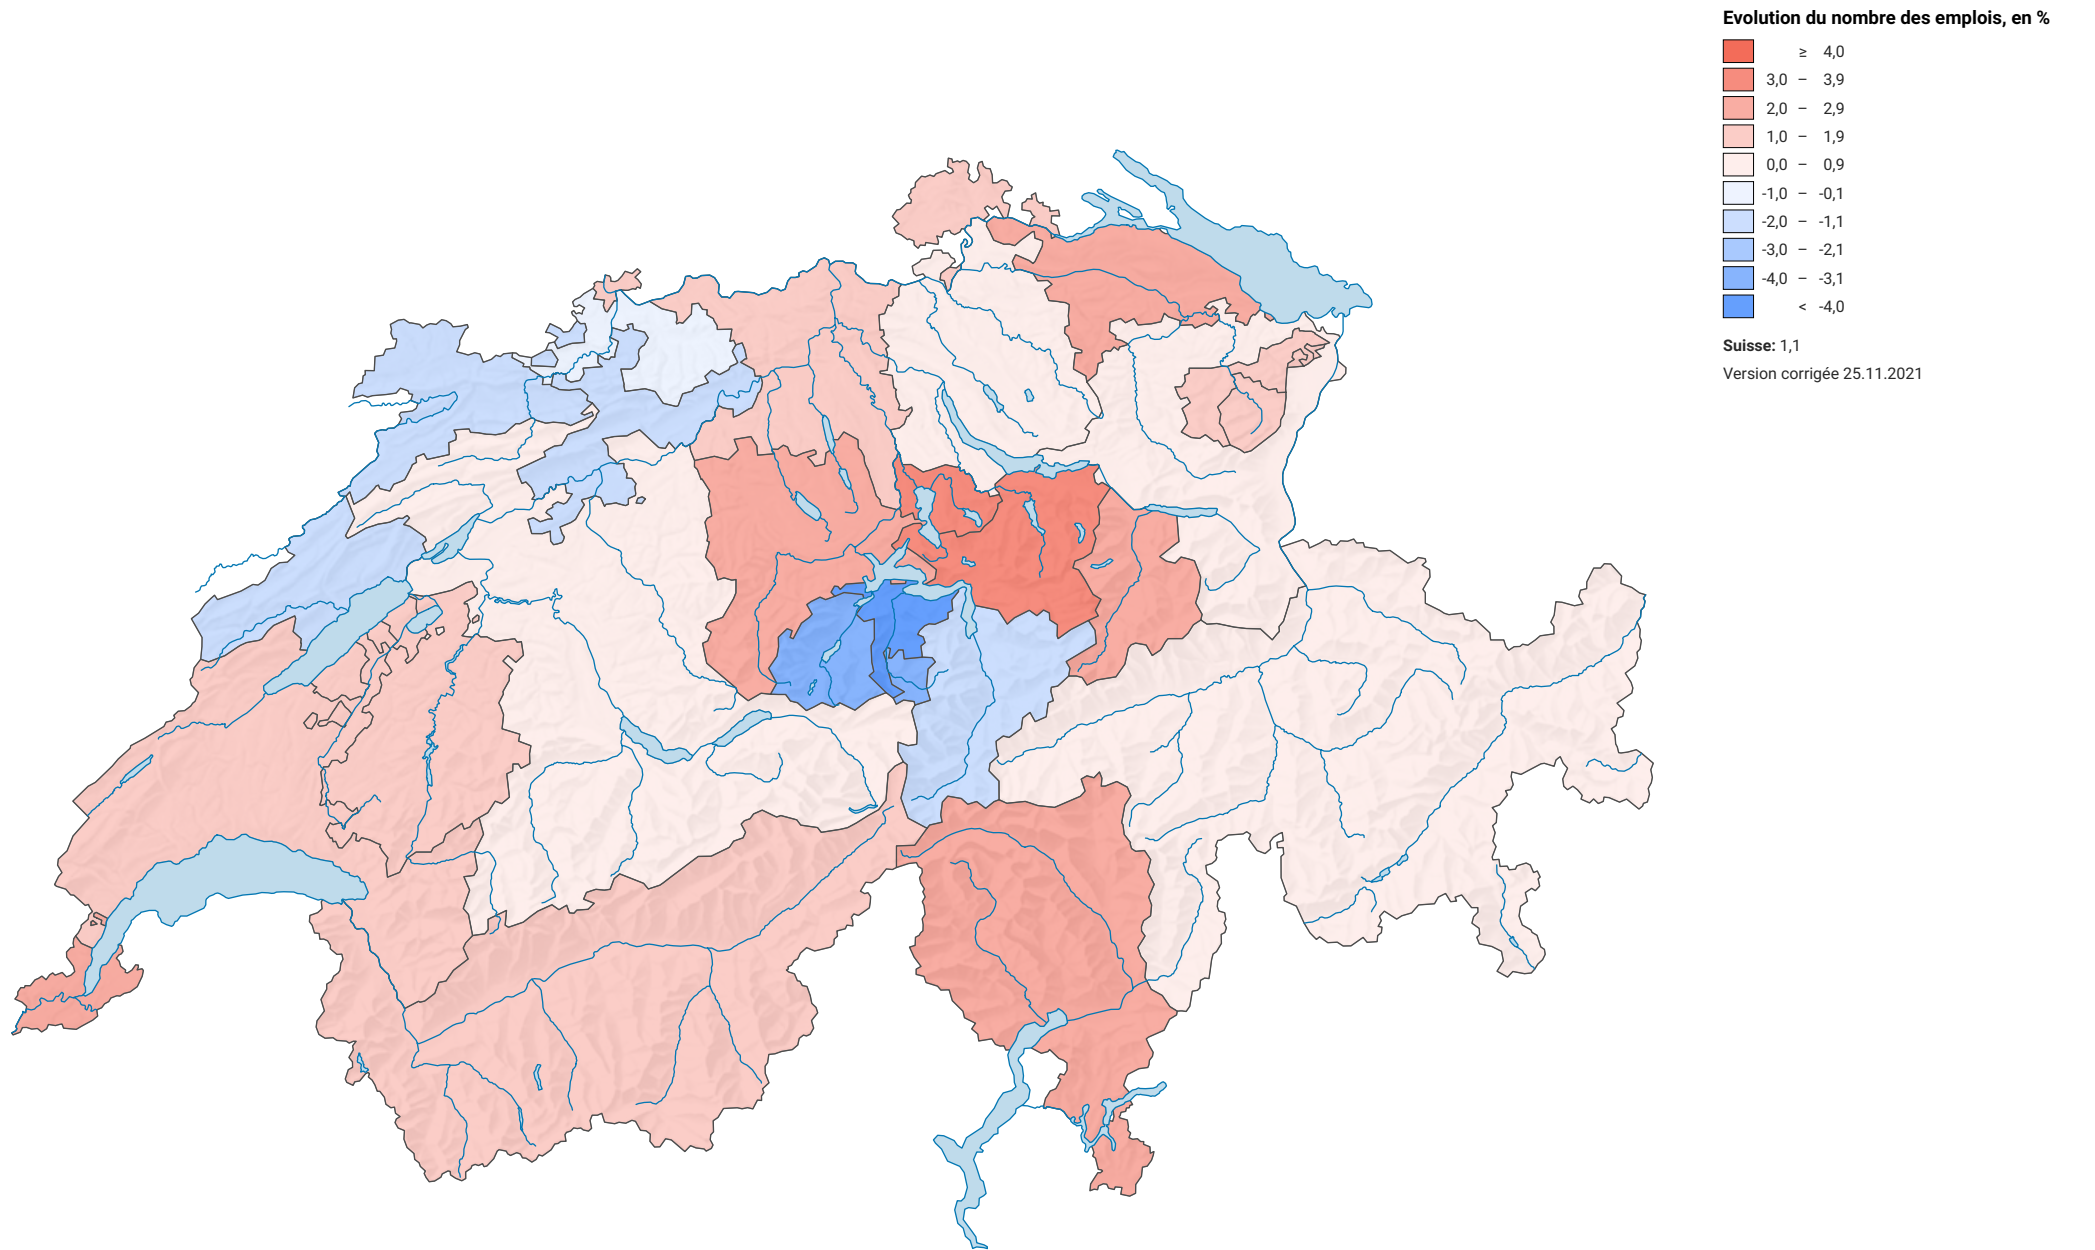 Evolution du nombre des emplois, en %
≥ 4,0
3,0 – 3,9
2,0 – 2,9
1,0 – 1,9
0,0 – 0,9
-1,0 – -0,1
-2,0 – -1,1
-3,0 – -2,1
-4,0 – -3,1
< -4,0
Suisse: 1,1
Version corrigée 25.11.2021